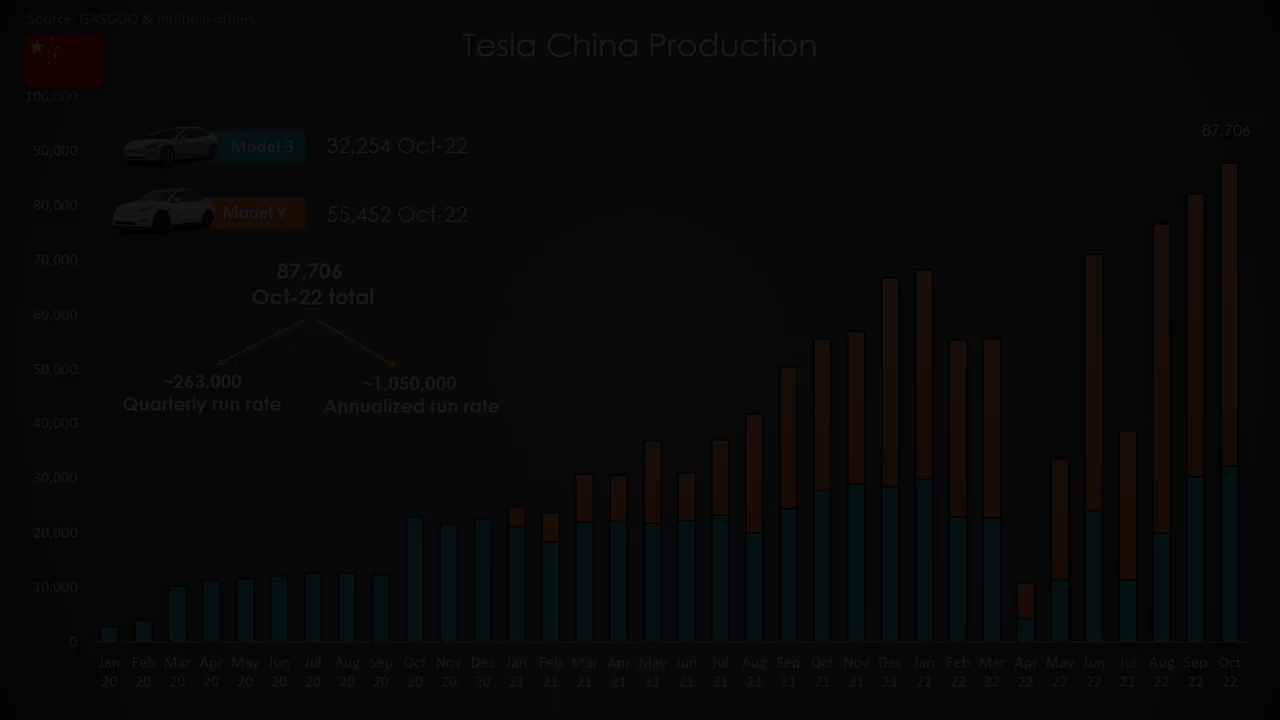 Source: GASGOO & multiple others
Tesla China Production
100,000
87,706
90,000
Model 3
32,254 Oct-22
80,000
Model Y
55,452 Oct-22
70,000
87,706
Oct-22 total
60,000
50,000
~263,000
Quarterly run rate
~1,050,000
Annualized run rate
40,000
30,000
20,000
10,000
0
Jan Feb Mar Apr May Jun Jul Aug Sep Oct Nov Dec Jan Feb Mar Apr May Jun Jul Aug Sep Oct Nov Dec Jan Feb Mar Apr May Jun Jul Aug Sep Oct
20 20 20 20 20 20 20 20 20 20 20 20 21 21 21 21 21 21 21 21 21 21 21 21 22 22 22 22 22 22 22 22 22 22